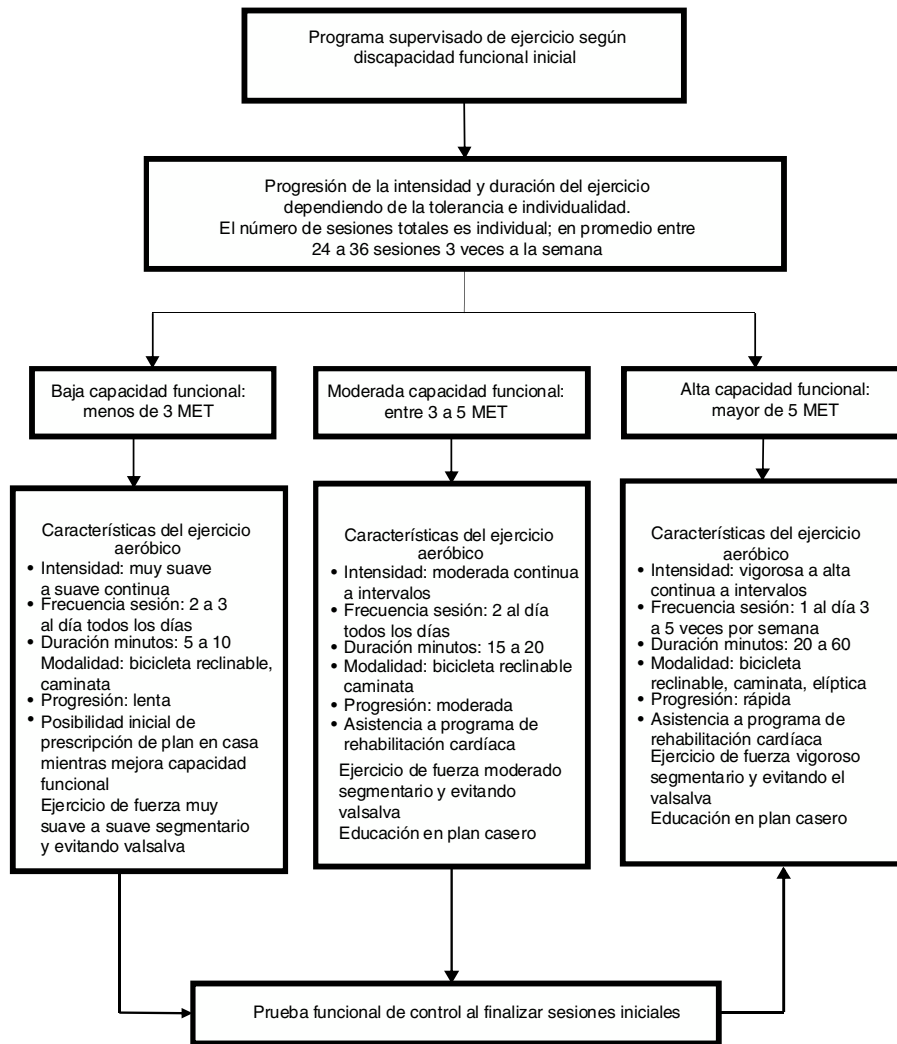 Programa supervisado de ejercicio según
discapacidad funcional inicial
Progresión de la intensidad y duración del ejercicio
dependiendo de la tolerancia e individualidad.
El número de sesiones totales es individual; en promedio entre
24 a 36 sesiones 3 veces a la semana
Baja capacidad funcional:
menos de 3 MET
Moderada capacidad funcional:
entre 3 a 5 MET
Alta capacidad funcional:
mayor de 5 MET
Características del ejercicio
aeróbico
• Intensidad: muy suave
a suave continua
• Frecuencia sesión: 2 a 3
al día todos los días
• Duración minutos: 5 a 10
Modalidad: bicicleta reclinable,
caminata
• Progresión: lenta
• Posibilidad inicial de
prescripción de plan en casa
mientras mejora capacidad
funcional
Ejercicio de fuerza muy
suave a suave segmentario
y evitando valsalva
Características del ejercicio
aeróbico
• Intensidad: moderada continua
a intervalos
• Frecuencia sesión: 2 al día
todos los días
• Duración minutos: 15 a 20
• Modalidad: bicicleta reclinable
caminata
• Progresión: moderada
• Asistencia a programa de
rehabilitación cardíaca
Ejercicio de fuerza moderado
segmentario y evitando
valsalva
Educación en plan casero
Características del ejercicio
aeróbico
• Intensidad: vigorosa a alta
continua a intervalos
• Frecuencia sesión: 1 al día 3
a 5 veces por semana
• Duración minutos: 20 a 60
• Modalidad: bicicleta
reclinable, caminata, elíptica
• Progresión: rápida
• Asistencia a programa de
rehabilitación cardíaca
Ejercicio de fuerza vigoroso
segmentario y evitando el
valsalva
Educación en plan casero
Prueba funcional de control al finalizar sesiones iniciales